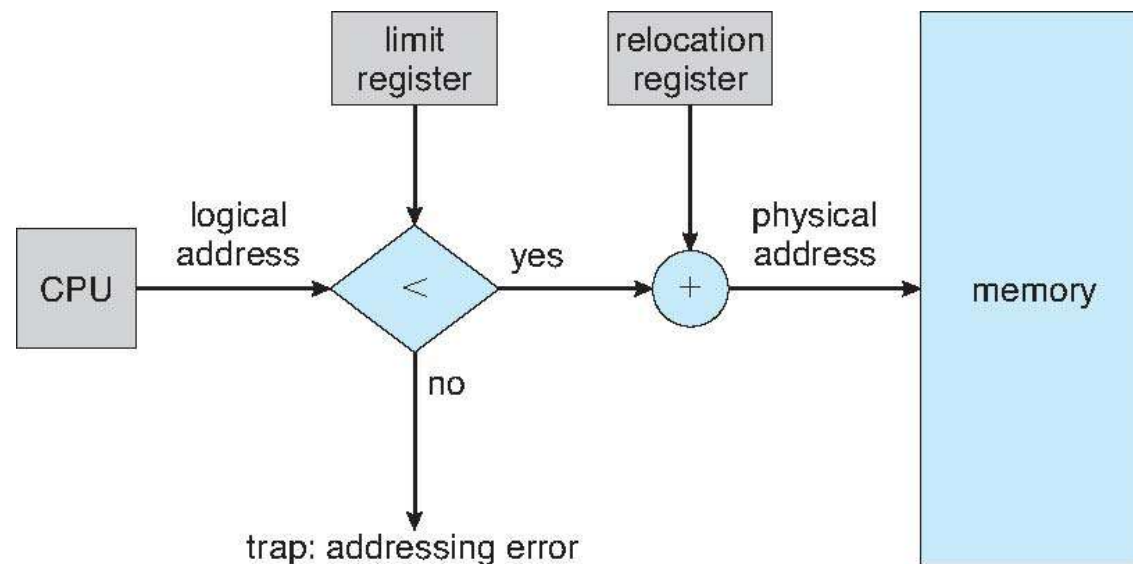 limit
register
relocation
register
logical
address
yes
physical
address
CPU
<
+
memory
no
trap: addressing error